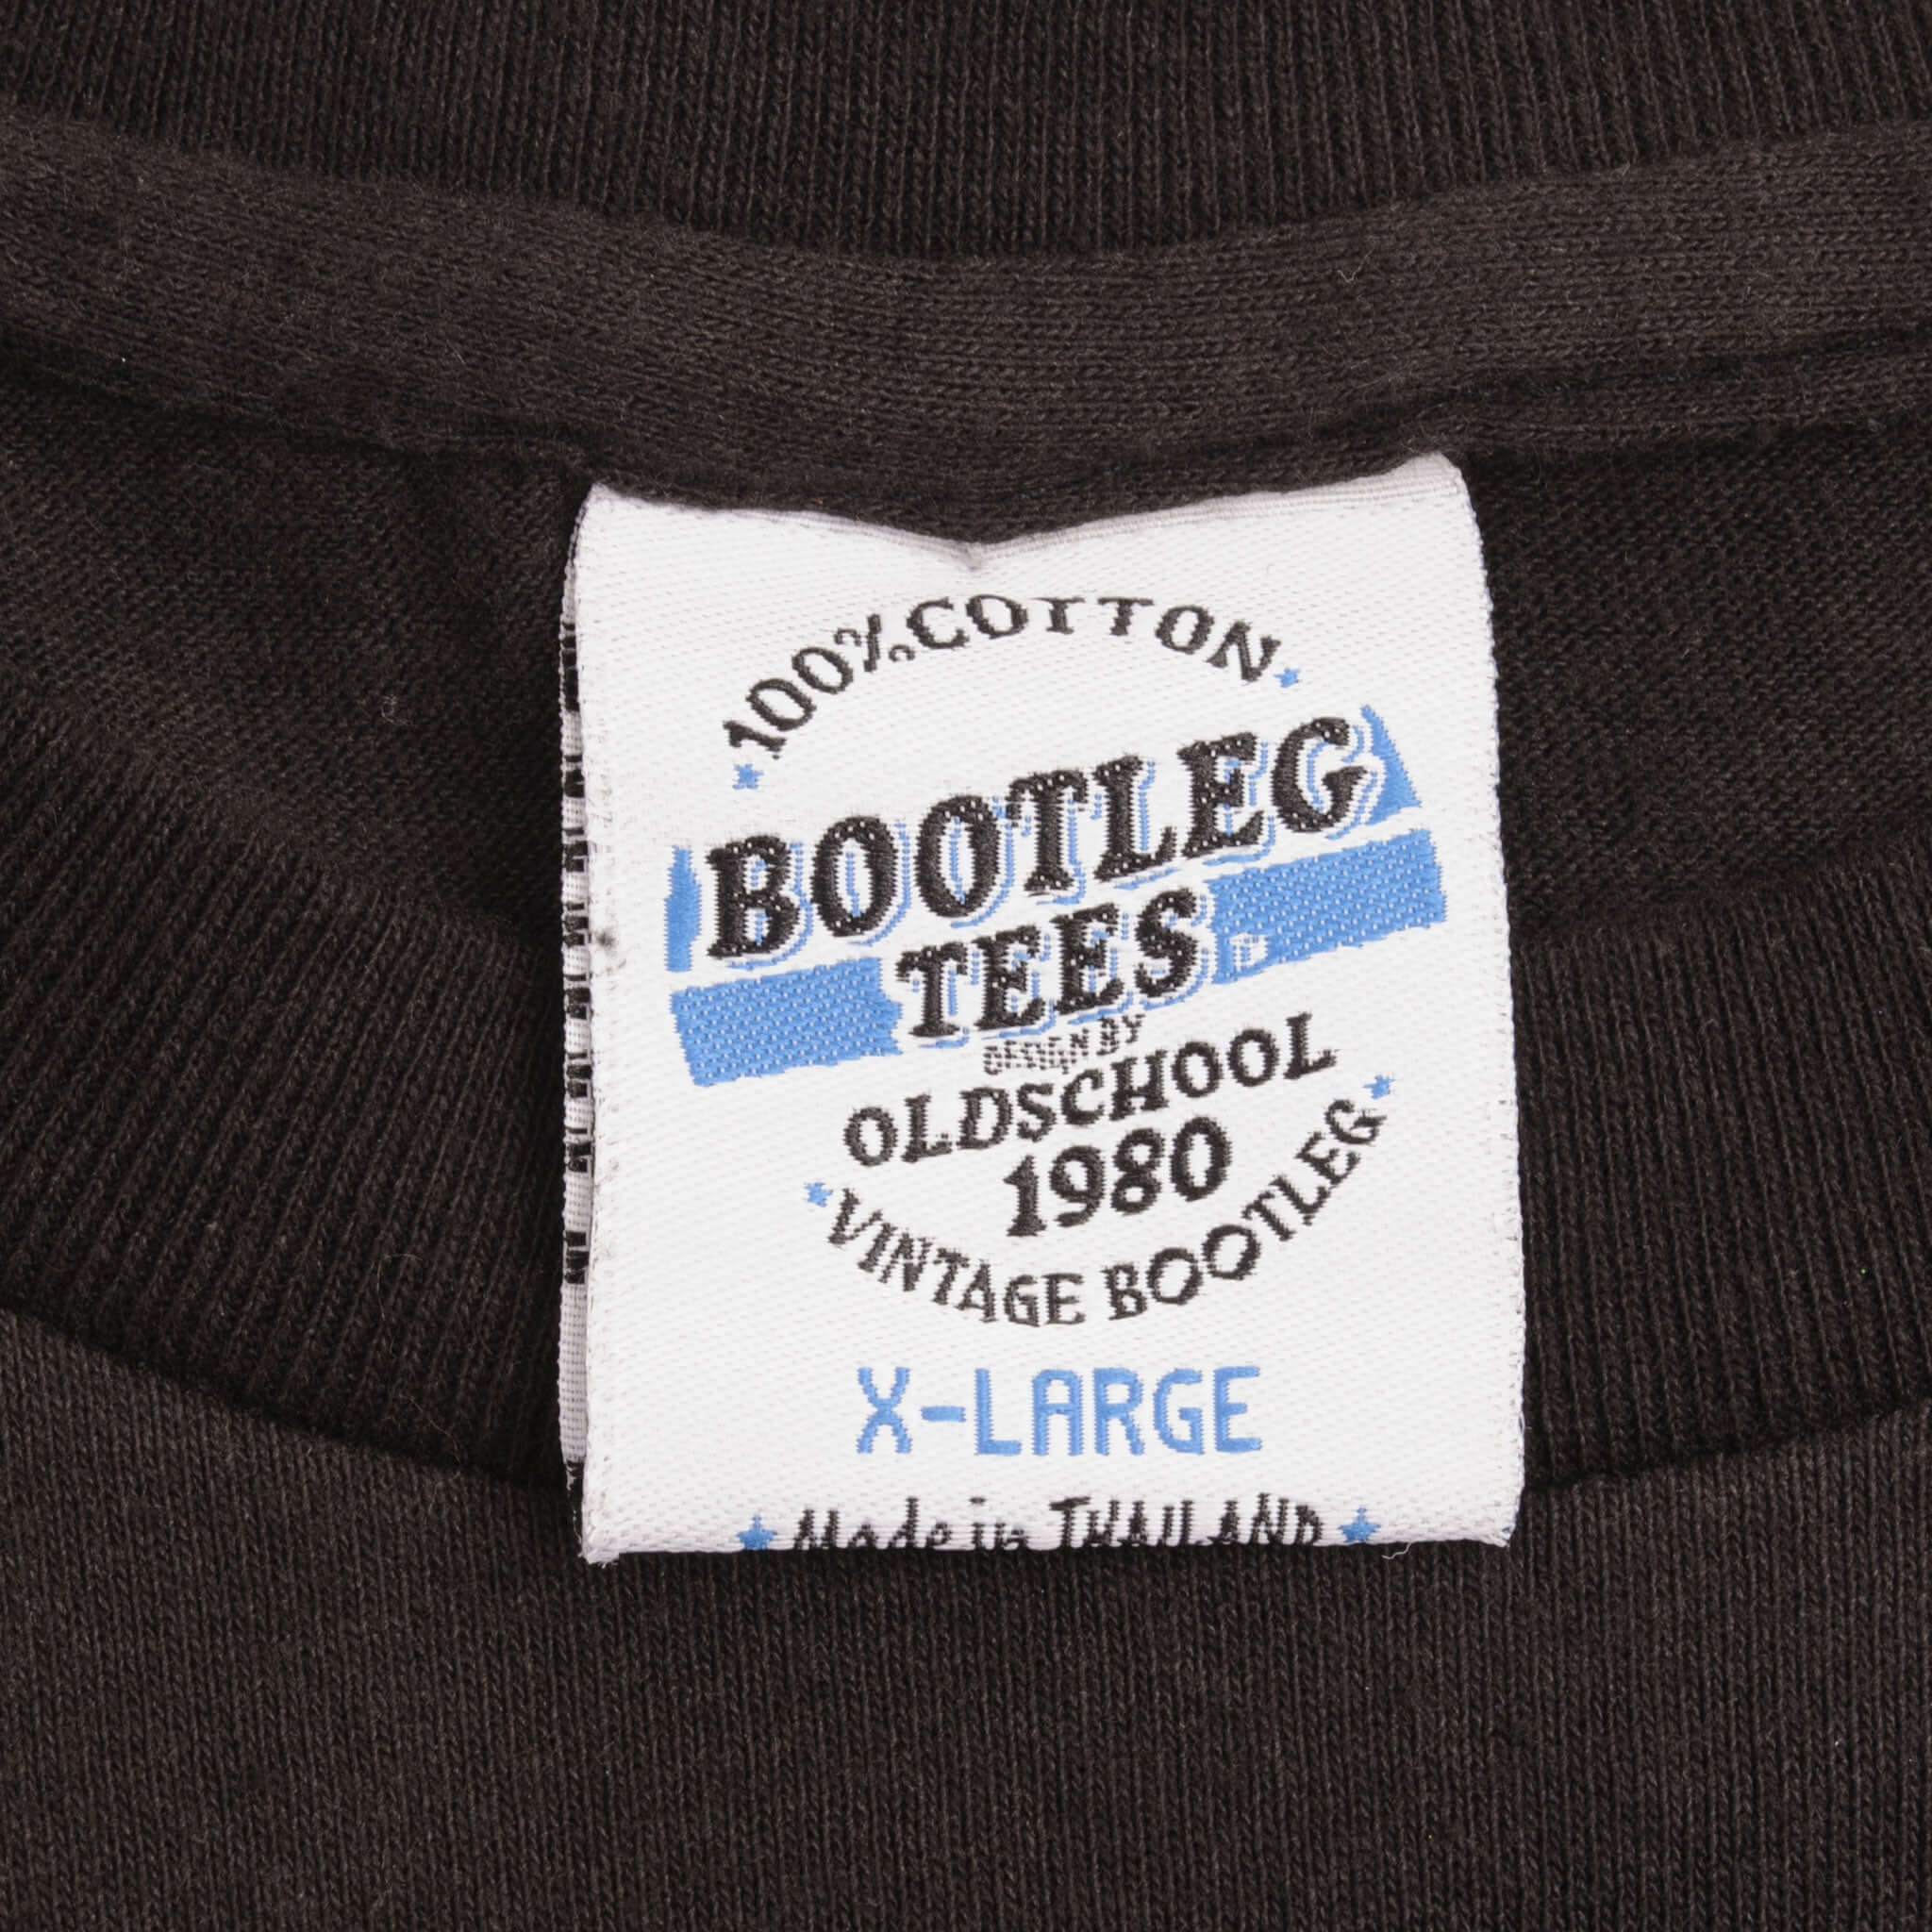 100% COTTON
BOOTLEG
TEES
DESIGN BY
OLDSCHOOL
1980
VINTAGE BOOTLEG
X-LARGE
Made in THAILAND